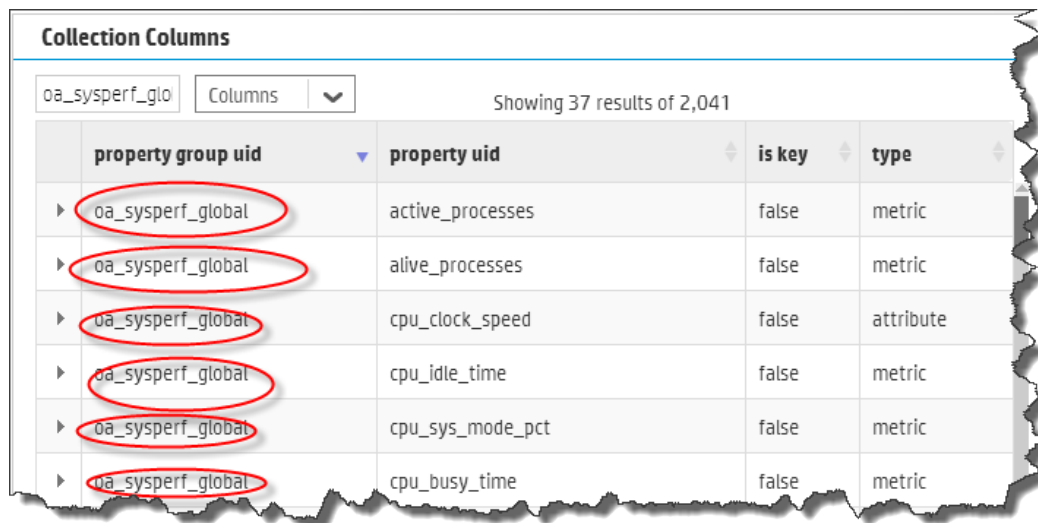 Collection Columns
oa_sysperf_glo Columns Showing 37 results of 2,041
property group uid property uid is key type
oa_sysperf_global active_processes false metric
oa_sysperf_global alive_processes false metric
oa_sysperf_global cpu_clock_speed false attribute
oa_sysperf_global cpu_idle_time false metric
oa_sysperf_global cpu_sys_mode_pct false metric
oa_sysperf_global cpu_busy_time false metric